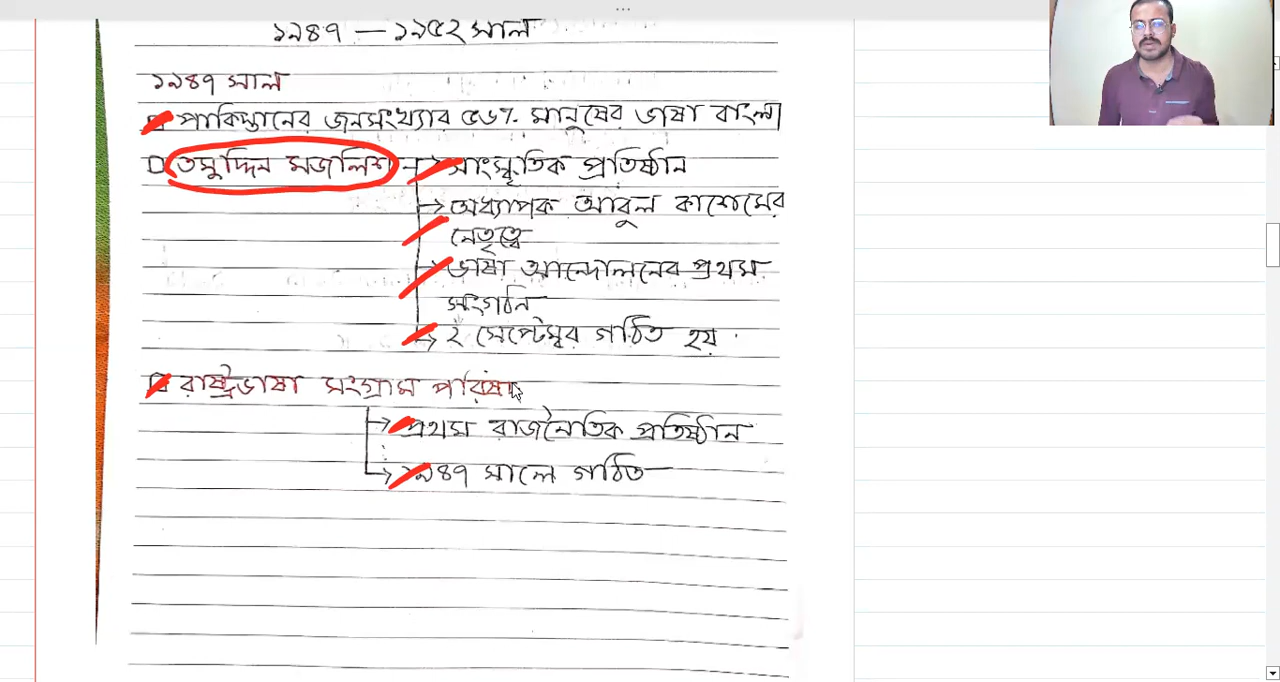 ১৯৪৭ — ১৯৫২ সাল
১৯৪৭ সাল
পাকিস্তানের জনসংখ্যার ৫৬% মানুষের ভাষা বাংলা
তমুদ্দিন মজলিশ → সাংস্কৃতিক প্রতিষ্ঠান
→ অধ্যাপক আবুল কাশেমের
নেতৃত্বে
→ ভাষা আন্দোলনের প্রথম
সংগঠন
→ ২ সেপ্টেম্বর গঠিত হয়
রাষ্ট্রভাষা সংগ্রাম পরিষদ
→ প্রথম রাজনৈতিক প্রতিষ্ঠান
→ ১৯৪৭ সালে গঠিত